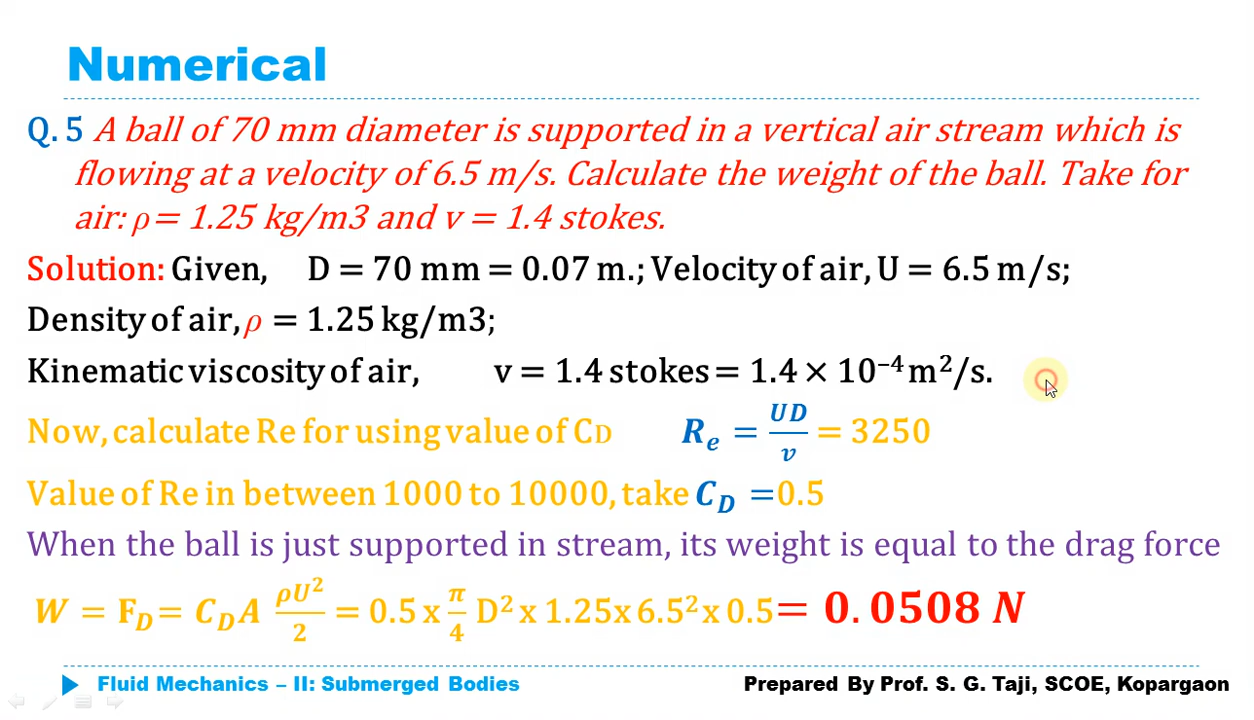 Numerical
Q. 5 A ball of 70 mm diameter is supported in a vertical air stream which is
flowing at a velocity of 6.5 m/s. Calculate the weight of the ball. Take for
air: ρ = 1.25 kg/m3 and v = 1.4 stokes.
Solution: Given, D = 70 mm = 0.07 m.; Velocity of air, U = 6.5 m/s;
Density of air, ρ = 1.25 kg/m3;
Kinematic viscosity of air, v = 1.4 stokes = 1.4 × 10⁻⁴ m²/s.
Now, calculate Re for using value of CD Rₑ = UD/v = 3250
Value of Re in between 1000 to 10000, take C_D = 0.5
When the ball is just supported in stream, its weight is equal to the drag force
W = F_D = C_D A ρU²/2 = 0.5 x π/4 D² x 1.25x 6.5² x 0.5 = 0.0508 N
Fluid Mechanics – II: Submerged Bodies Prepared By Prof. S. G. Taji, SCOE, Kopargaon